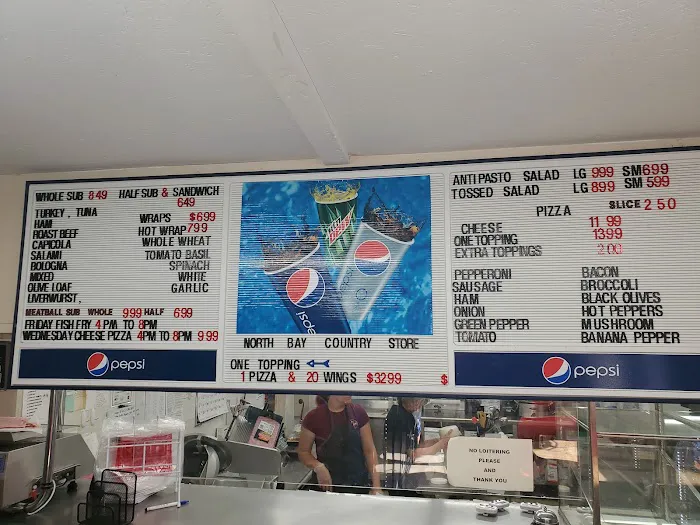 WHOLE SUB 849 HALF SUB & SANDWICH
649
TURKEY, TUNA
HAM
ROAST BEEF
CAPICOLA
SALAMI
BOLOGNA
MIXED
OLIVE LOAF
LIVERWURST,
WRAPS $699
HOT WRAP 799
WHOLE WHEAT
TOMATO BASIL
SPINACH
WHITE
GARLIC
MEATBALL SUB WHOLE 999 HALF 699
FRIDAY FISH FRY 4 PM TO 8PM
WEDNESDAY CHEESE PIZZA 4PM TO 8PM 999
pepsi
pepsi
NORTH BAY COUNTRY STORE
ONE TOPPING
1 PIZZA & 20 WINGS $3299 $
ANTIPASTO SALAD LG 999 SM 699
TOSSED SALAD LG 899 SM 599
PIZZA SLICE 250
CHEESE 11 99
ONE TOPPING 1399
EXTRA TOPPINGS 2.00
PEPPERONI
SAUSAGE
HAM
ONION
GREEN PEPPER
TOMATO
BACON
BROCCOLI
BLACK OLIVES
HOT PEPPERS
MUSHROOM
BANANA PEPPER
pepsi
NO LOITERING
PLEASE
AND
THANK YOU